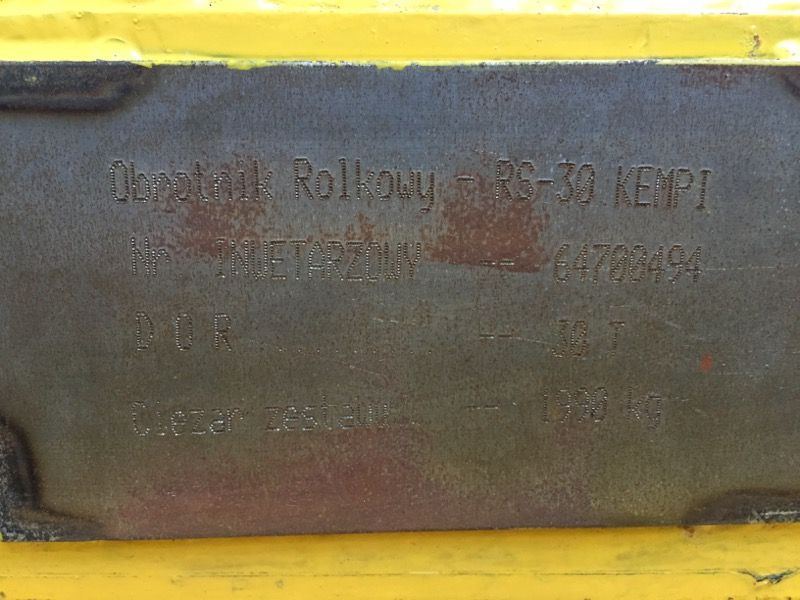 Obrotnik Rolkowy - RS-30 KEMPI
Nr INWETARZOWY -- 64700494
D O R .............. -- 30 T
Ciezar zestawu. -- 1990 kg